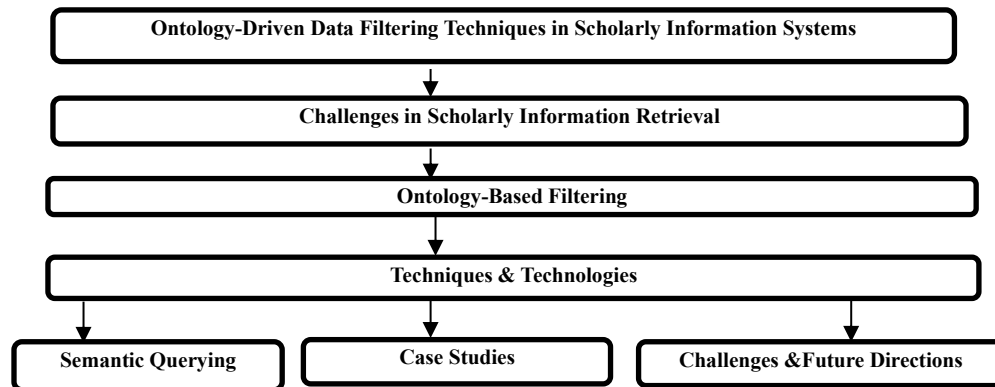 Ontology-Driven Data Filtering Techniques in Scholarly Information Systems
Challenges in Scholarly Information Retrieval
Ontology-Based Filtering
Techniques & Technologies
Semantic Querying
Case Studies
Challenges &Future Directions